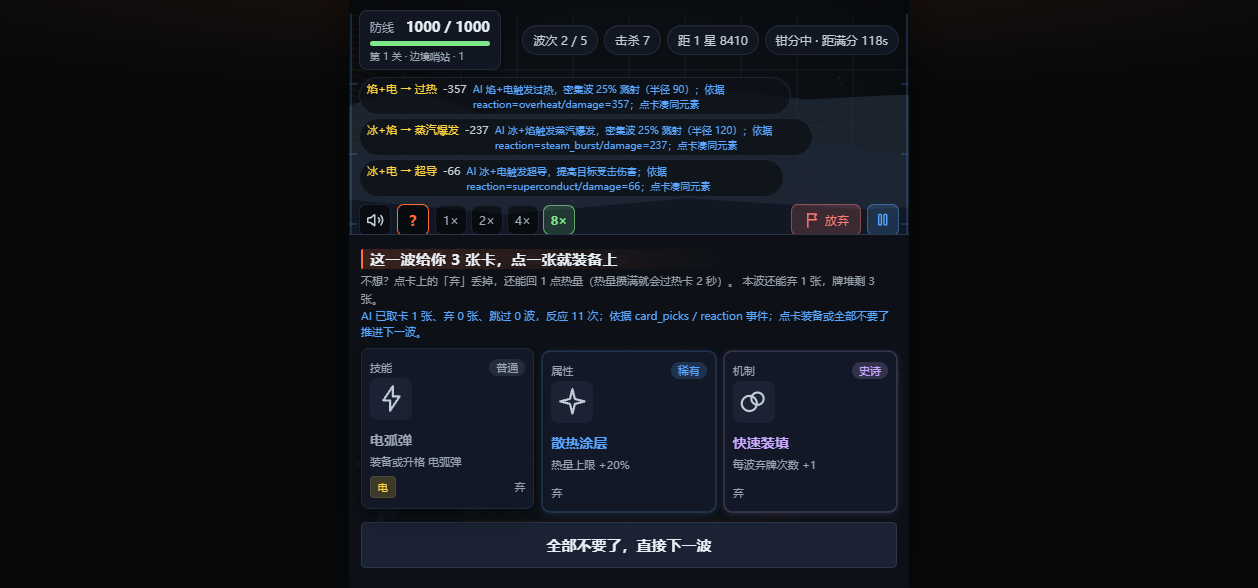 防线 1000 / 1000
第 1 关 · 边境哨站 · 1
波次 2 / 5
击杀 7
距 1 星 8410
钳分中 · 距满分 118s
焰+电 → 过热 -357 AI 焰+电触发过热，密集波 25% 溅射（半径 90）；依据
reaction=overheat/damage=357；点卡凑同元素
冰+焰 → 蒸汽爆发 -237 AI 冰+焰触发蒸汽爆发，密集波 25% 溅射（半径 120）；依据
reaction=steam_burst/damage=237；点卡凑同元素
冰+电 → 超导 -66 AI 冰+电触发超导，提高目标受击伤害；依据
reaction=superconduct/damage=66；点卡凑同元素
? 1× 2× 4× 8× 放弃
这一波给你 3 张卡，点一张就装备上
不想？点卡上的「弃」丢掉，还能回 1 点热量（热量攒满就会过热卡 2 秒）。 本波还能弃 1 张，牌堆剩 3
张。
AI 已取卡 1 张、弃 0 张、跳过 0 波，反应 11 次；依据 card_picks / reaction 事件；点卡装备或全部不要了
推进下一波。
技能 普通
电弧弹
装备或升格 电弧弹
电 弃
属性 稀有
散热涂层
热量上限 +20%
弃
机制 史诗
快速装填
每波弃牌次数 +1
弃
全部不要了，直接下一波